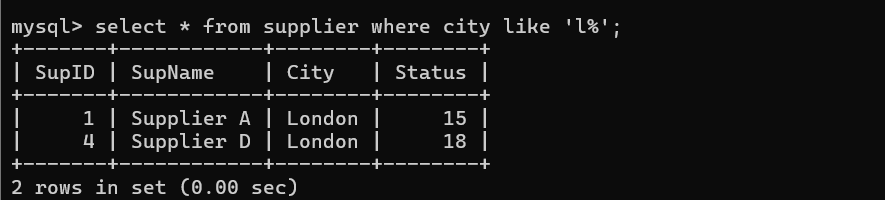 mysql> select * from supplier where city like 'l%';
+-------+------------+--------+--------+
| SupID | SupName    | City   | Status |
+-------+------------+--------+--------+
|     1 | Supplier A | London |     15 |
|     4 | Supplier D | London |     18 |
+-------+------------+--------+--------+
2 rows in set (0.00 sec)